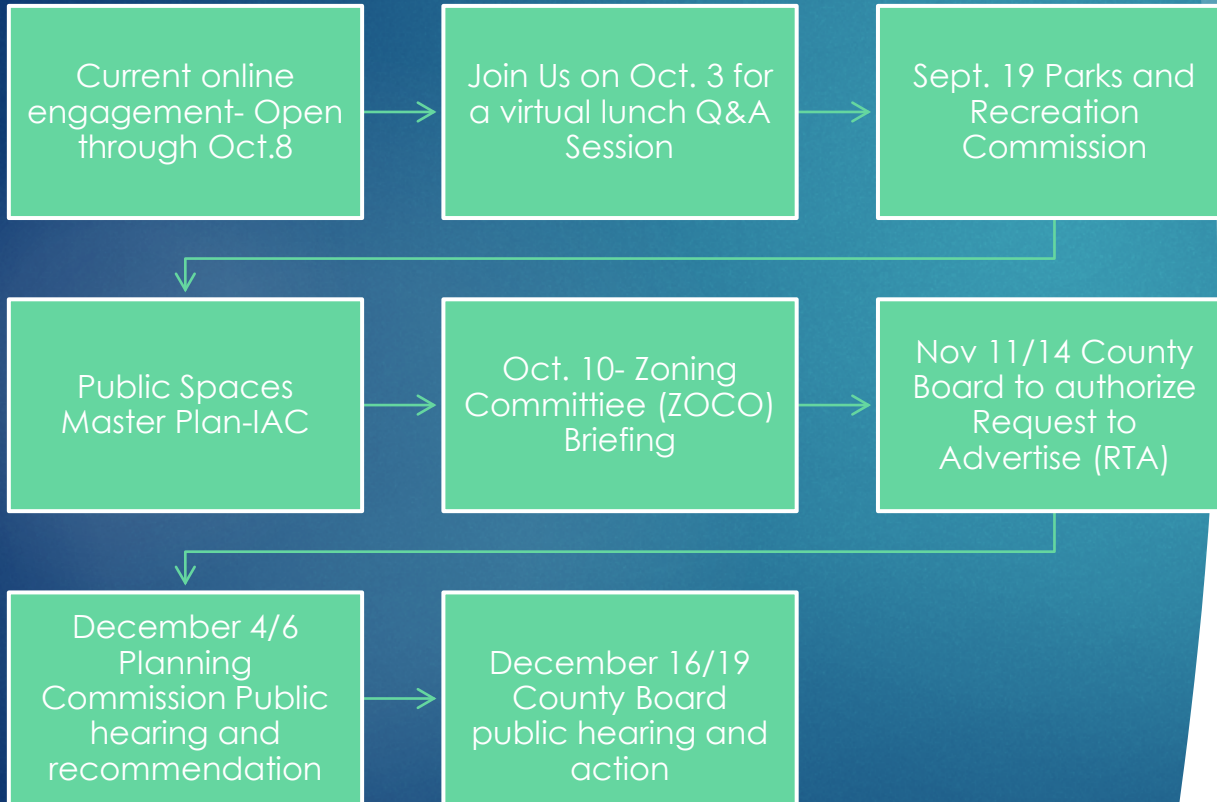 Current online
engagement- Open
through Oct.8
Join Us on Oct. 3 for
a virtual lunch Q&A
Session
Sept. 19 Parks and
Recreation
Commission
Public Spaces
Master Plan-IAC
Oct. 10- Zoning
Committiee (ZOCO)
Briefing
Nov 11/14 County
Board to authorize
Request to
Advertise (RTA)
December 4/6
Planning
Commission Public
hearing and
recommendation
December 16/19
County Board
public hearing and
action